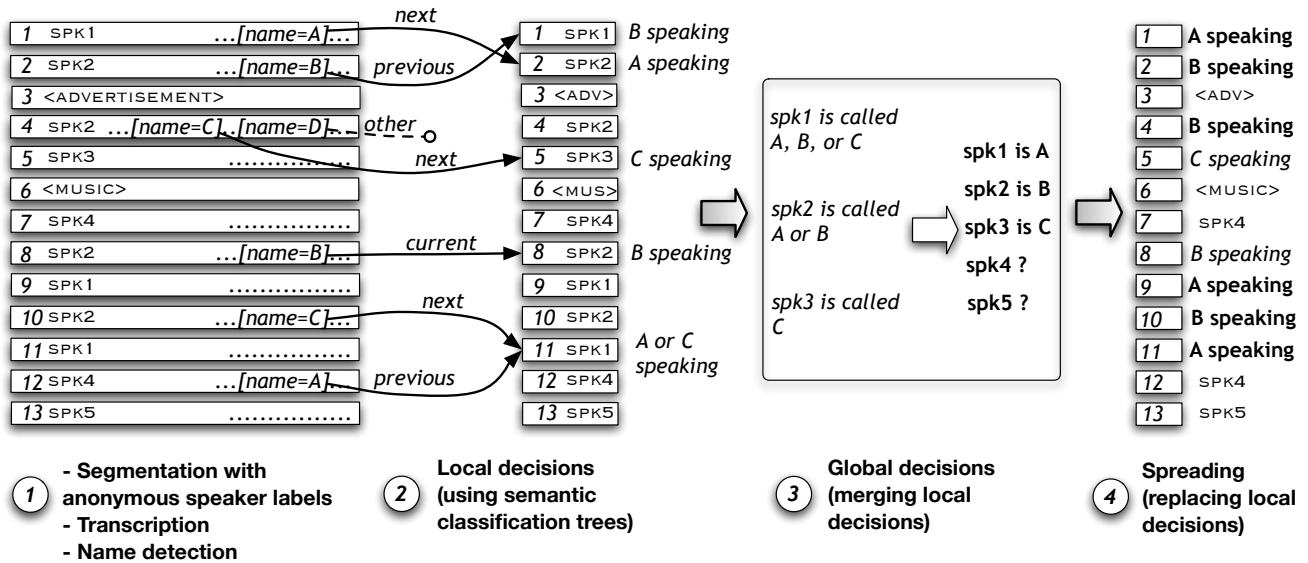 1 SPK1 ...[name=A]...
2 SPK2 ...[name=B]...
3 <ADVERTISEMENT>
4 SPK2 ...[name=C]...[name=D]...
5 SPK3 ...............
6 <MUSIC>
7 SPK4 ...............
8 SPK2 ...[name=B]...
9 SPK1 ...............
10 SPK2 ...[name=C]...
11 SPK1 ...............
12 SPK4 ...[name=A]...
13 SPK5 ...............
next
previous
other
next
current
next
previous
1 SPK1 B speaking
2 SPK2 A speaking
3 <ADV>
4 SPK2
5 SPK3 C speaking
6 <MUS>
7 SPK4
8 SPK2 B speaking
9 SPK1
10 SPK2
11 SPK1 A or C
speaking
12 SPK4
13 SPK5
spk1 is called
A, B, or C
spk2 is called
A or B
spk3 is called
C
spk1 is A
spk2 is B
spk3 is C
spk4 ?
spk5 ?
1 A speaking
2 B speaking
3 <ADV>
4 B speaking
5 C speaking
6 <MUSIC>
7 SPK4
8 B speaking
9 A speaking
10 B speaking
11 A speaking
12 SPK4
13 SPK5
1
- Segmentation with
anonymous speaker labels
- Transcription
- Name detection
2
Local decisions
(using semantic
classification trees)
3
Global decisions
(merging local
decisions)
4
Spreading
(replacing local
decisions)